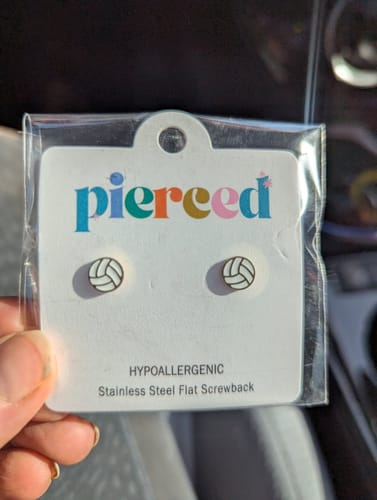 pierced
HYPOALLERGENIC
Stainless Steel Flat Screwback